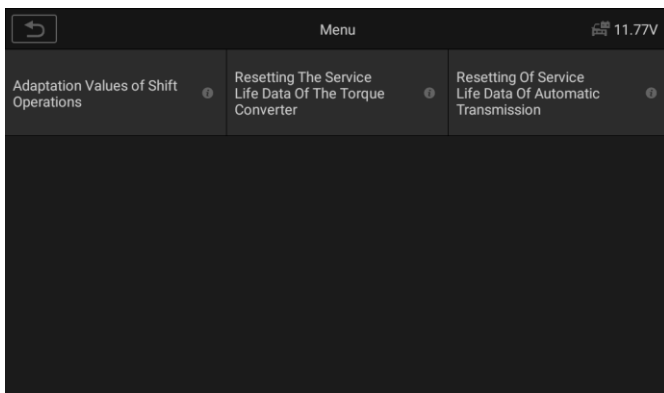 Menu
11.77V
Adaptation Values of Shift
Operations
Resetting The Service
Life Data Of The Torque
Converter
Resetting Of Service
Life Data Of Automatic
Transmission